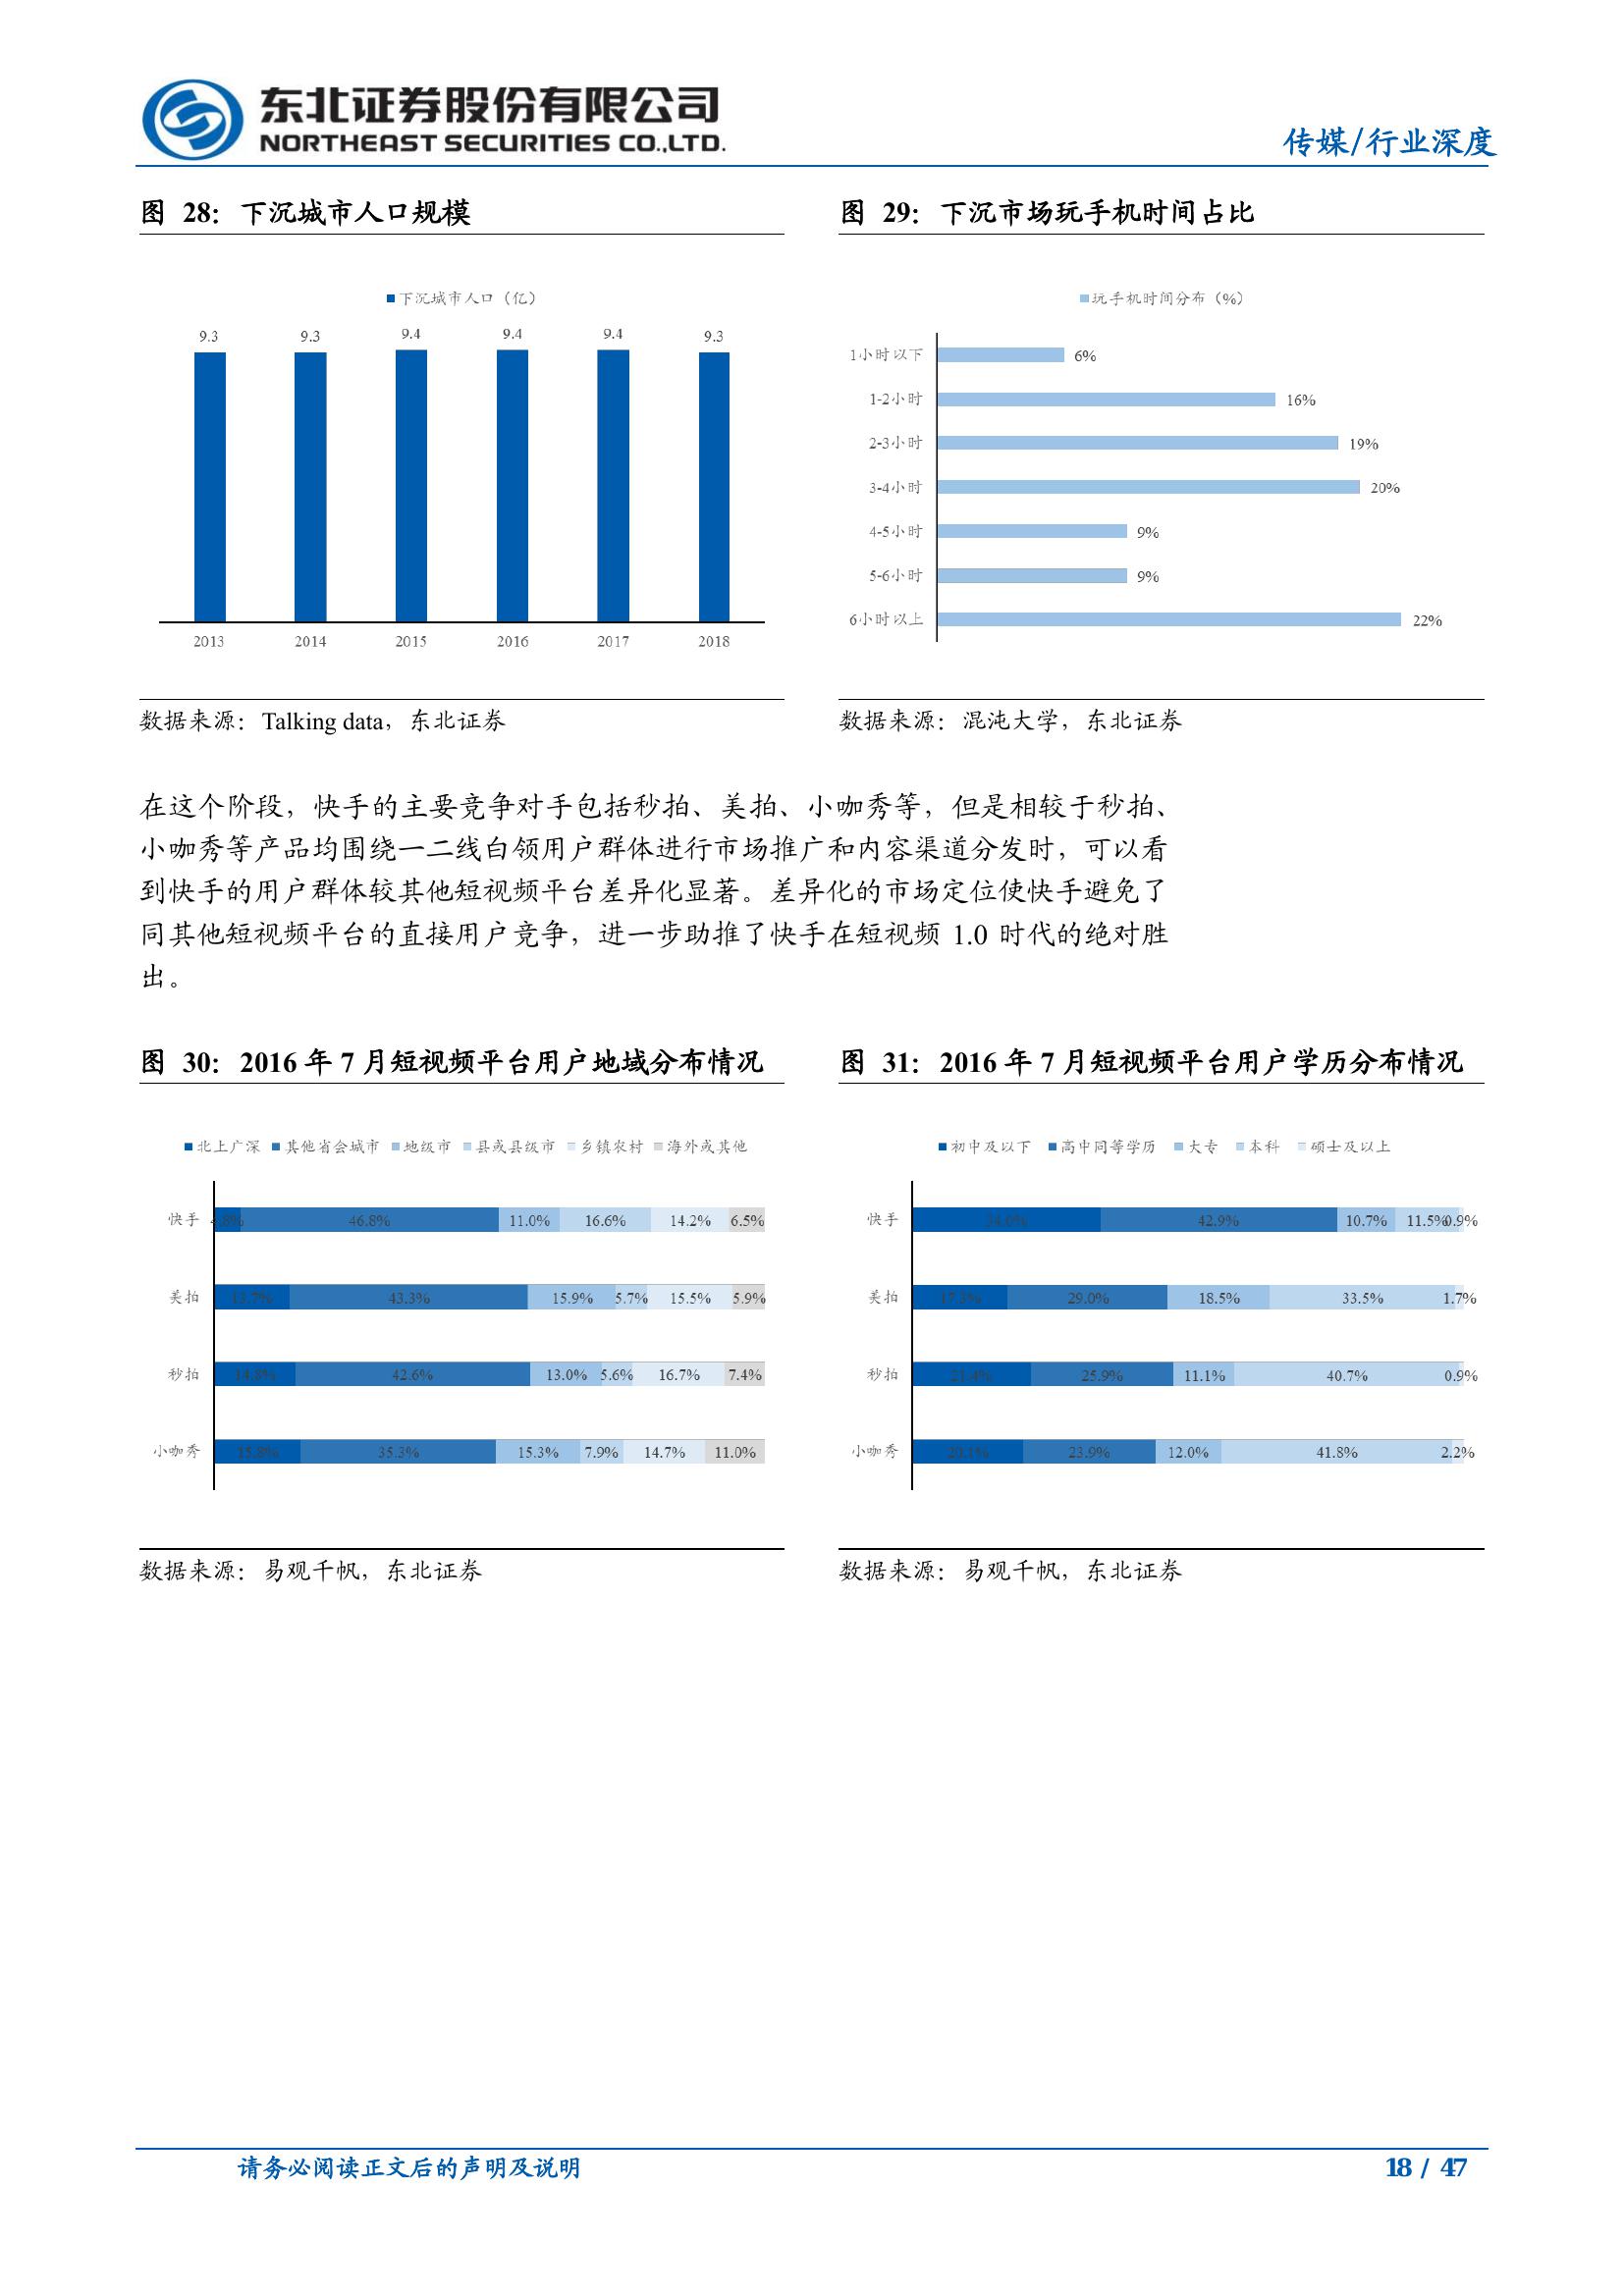 东北证券股份有限公司
NORTHEAST SECURITIES CO.,LTD.
传媒/行业深度
图 28：下沉城市人口规模
下沉城市人口（亿）
9.3 9.3 9.4 9.4 9.4 9.3
2013 2014 2015 2016 2017 2018
数据来源：Talking data，东北证券
图 29：下沉市场玩手机时间占比
玩手机时间分布（%）
1小时以下 6%
1-2小时 16%
2-3小时 19%
3-4小时 20%
4-5小时 9%
5-6小时 9%
6小时以上 22%
数据来源：混沌大学，东北证券
在这个阶段，快手的主要竞争对手包括秒拍、美拍、小咖秀等，但是相较于秒拍、
小咖秀等产品均围绕一二线白领用户群体进行市场推广和内容渠道分发时，可以看
到快手的用户群体较其他短视频平台差异化显著。差异化的市场定位使快手避免了
同其他短视频平台的直接用户竞争，进一步助推了快手在短视频 1.0 时代的绝对胜
出。
图 30：2016 年 7 月短视频平台用户地域分布情况
北上广深 其他省会城市 地级市 县或县级市 乡镇农村 海外或其他
快手 46.8% 11.0% 16.6% 14.2% 6.5%
美拍 13.7% 43.3% 15.9% 5.7% 15.5% 5.9%
秒拍 42.6% 13.0% 5.6% 16.7% 7.4%
小咖秀 15.8% 35.3% 15.3% 7.9% 14.7% 11.0%
数据来源：易观千帆，东北证券
图 31：2016 年 7 月短视频平台用户学历分布情况
初中及以下 高中同等学历 大专 本科 硕士及以上
快手 42.9% 10.7% 11.5% 0.9%
美拍 17.3% 29.0% 18.5% 33.5% 1.7%
秒拍 21.4% 25.9% 11.1% 40.7% 0.9%
小咖秀 20.1% 23.9% 12.0% 41.8% 2.2%
数据来源：易观千帆，东北证券
请务必阅读正文后的声明及说明
18 / 47